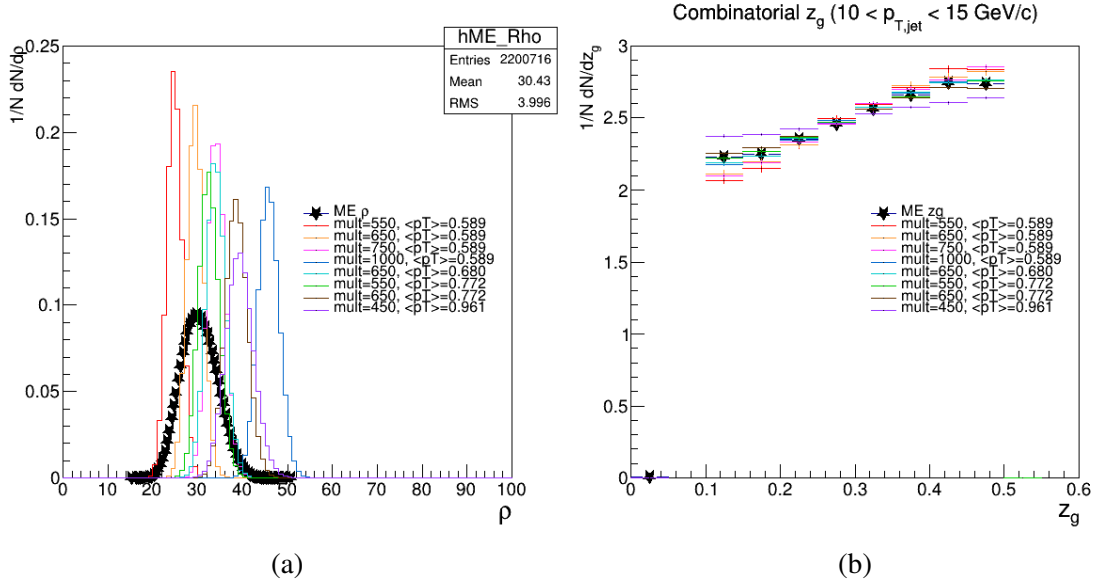 hME_Rho
Entries 2200716
Mean 30.43
RMS 3.996
1/N dN/dρ
0.25
0.2
0.15
0.1
0.05
0
ME ρ
mult=550, <pT>=0.589
mult=650, <pT>=0.589
mult=750, <pT>=0.589
mult=1000, <pT>=0.589
mult=650, <pT>=0.680
mult=550, <pT>=0.772
mult=650, <pT>=0.772
mult=450, <pT>=0.961
0 10 20 30 40 50 60 70 80 90 100
ρ
(a)
Combinatorial z_g (10 < p_T,jet < 15 GeV/c)
1/N dN/dz_g
3
2.5
2
1.5
1
0.5
0
ME zg
mult=550, <pT>=0.589
mult=650, <pT>=0.589
mult=750, <pT>=0.589
mult=1000, <pT>=0.589
mult=650, <pT>=0.680
mult=550, <pT>=0.772
mult=650, <pT>=0.772
mult=450, <pT>=0.961
0 0.1 0.2 0.3 0.4 0.5 0.6
z_g
(b)